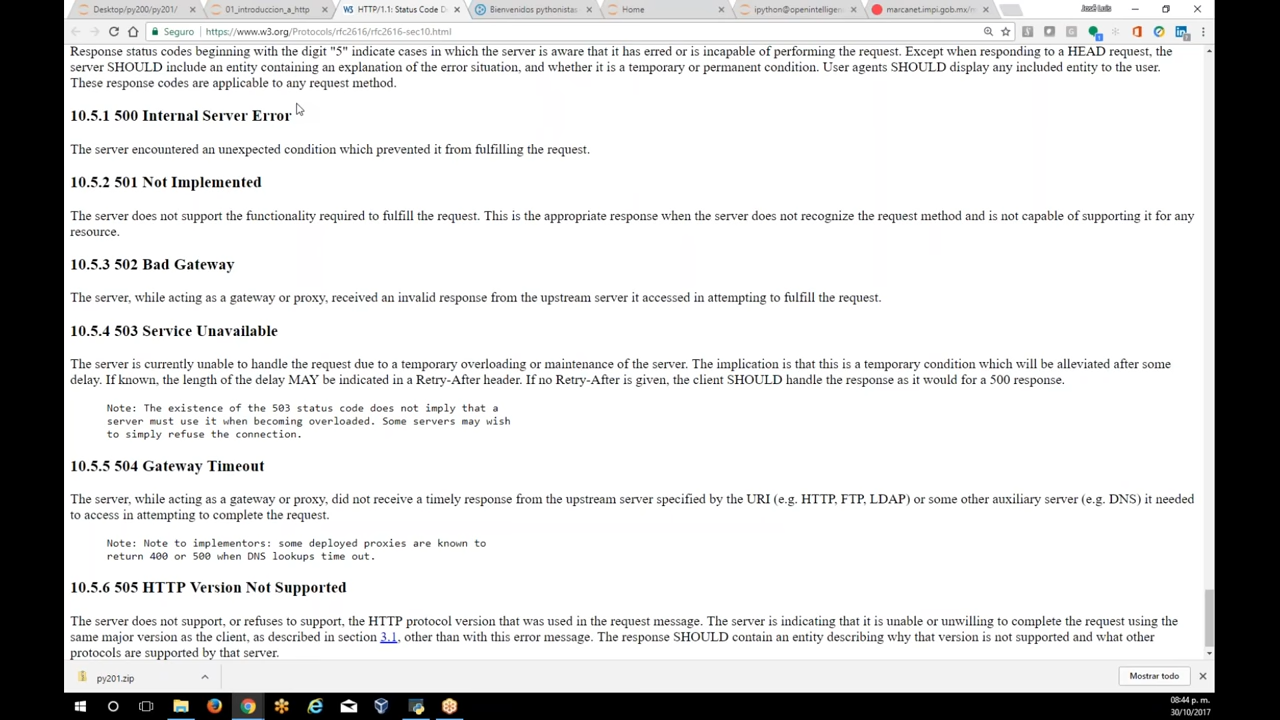 José Luis
Desktop/py200/py201/
01_introduccion_a_http
HTTP/1.1: Status Code D
Bienvenidos pythonistas
Home
ipython@openintelligen
marcanet.impi.gob.mx/m
Seguro
https://www.w3.org/Protocols/rfc2616/rfc2616-sec10.html
Response status codes beginning with the digit "5" indicate cases in which the server is aware that it has erred or is incapable of performing the request. Except when responding to a HEAD request, the
server SHOULD include an entity containing an explanation of the error situation, and whether it is a temporary or permanent condition. User agents SHOULD display any included entity to the user.
These response codes are applicable to any request method.
10.5.1 500 Internal Server Error
The server encountered an unexpected condition which prevented it from fulfilling the request.
10.5.2 501 Not Implemented
The server does not support the functionality required to fulfill the request. This is the appropriate response when the server does not recognize the request method and is not capable of supporting it for any
resource.
10.5.3 502 Bad Gateway
The server, while acting as a gateway or proxy, received an invalid response from the upstream server it accessed in attempting to fulfill the request.
10.5.4 503 Service Unavailable
The server is currently unable to handle the request due to a temporary overloading or maintenance of the server. The implication is that this is a temporary condition which will be alleviated after some
delay. If known, the length of the delay MAY be indicated in a Retry-After header. If no Retry-After is given, the client SHOULD handle the response as it would for a 500 response.
Note: The existence of the 503 status code does not imply that a
server must use it when becoming overloaded. Some servers may wish
to simply refuse the connection.
10.5.5 504 Gateway Timeout
The server, while acting as a gateway or proxy, did not receive a timely response from the upstream server specified by the URI (e.g. HTTP, FTP, LDAP) or some other auxiliary server (e.g. DNS) it needed
to access in attempting to complete the request.
Note: Note to implementors: some deployed proxies are known to
return 400 or 500 when DNS lookups time out.
10.5.6 505 HTTP Version Not Supported
The server does not support, or refuses to support, the HTTP protocol version that was used in the request message. The server is indicating that it is unable or unwilling to complete the request using the
same major version as the client, as described in section 3.1, other than with this error message. The response SHOULD contain an entity describing why that version is not supported and what other
protocols are supported by that server.
py201.zip
Mostrar todo
08:44 p. m.
30/10/2017